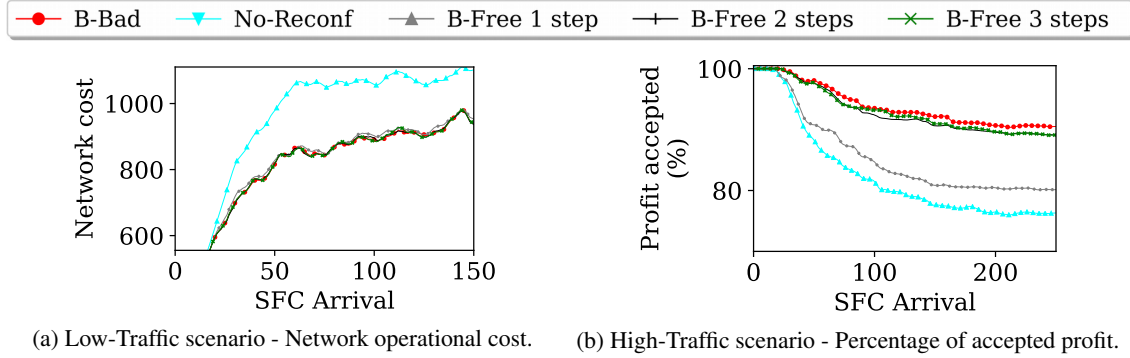 B-Bad No-Reconf B-Free 1 step B-Free 2 steps B-Free 3 steps
Network cost
1000
800
600
0 50 100 150
SFC Arrival
(a) Low-Traffic scenario - Network operational cost.
Profit accepted
(%)
100
80
0 100 200
SFC Arrival
(b) High-Traffic scenario - Percentage of accepted profit.